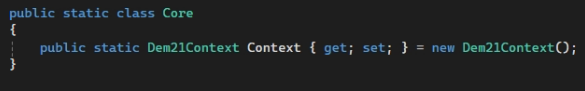 public static class Core
{
public static Dem21Context Context { get; set; } = new Dem21Context();
}